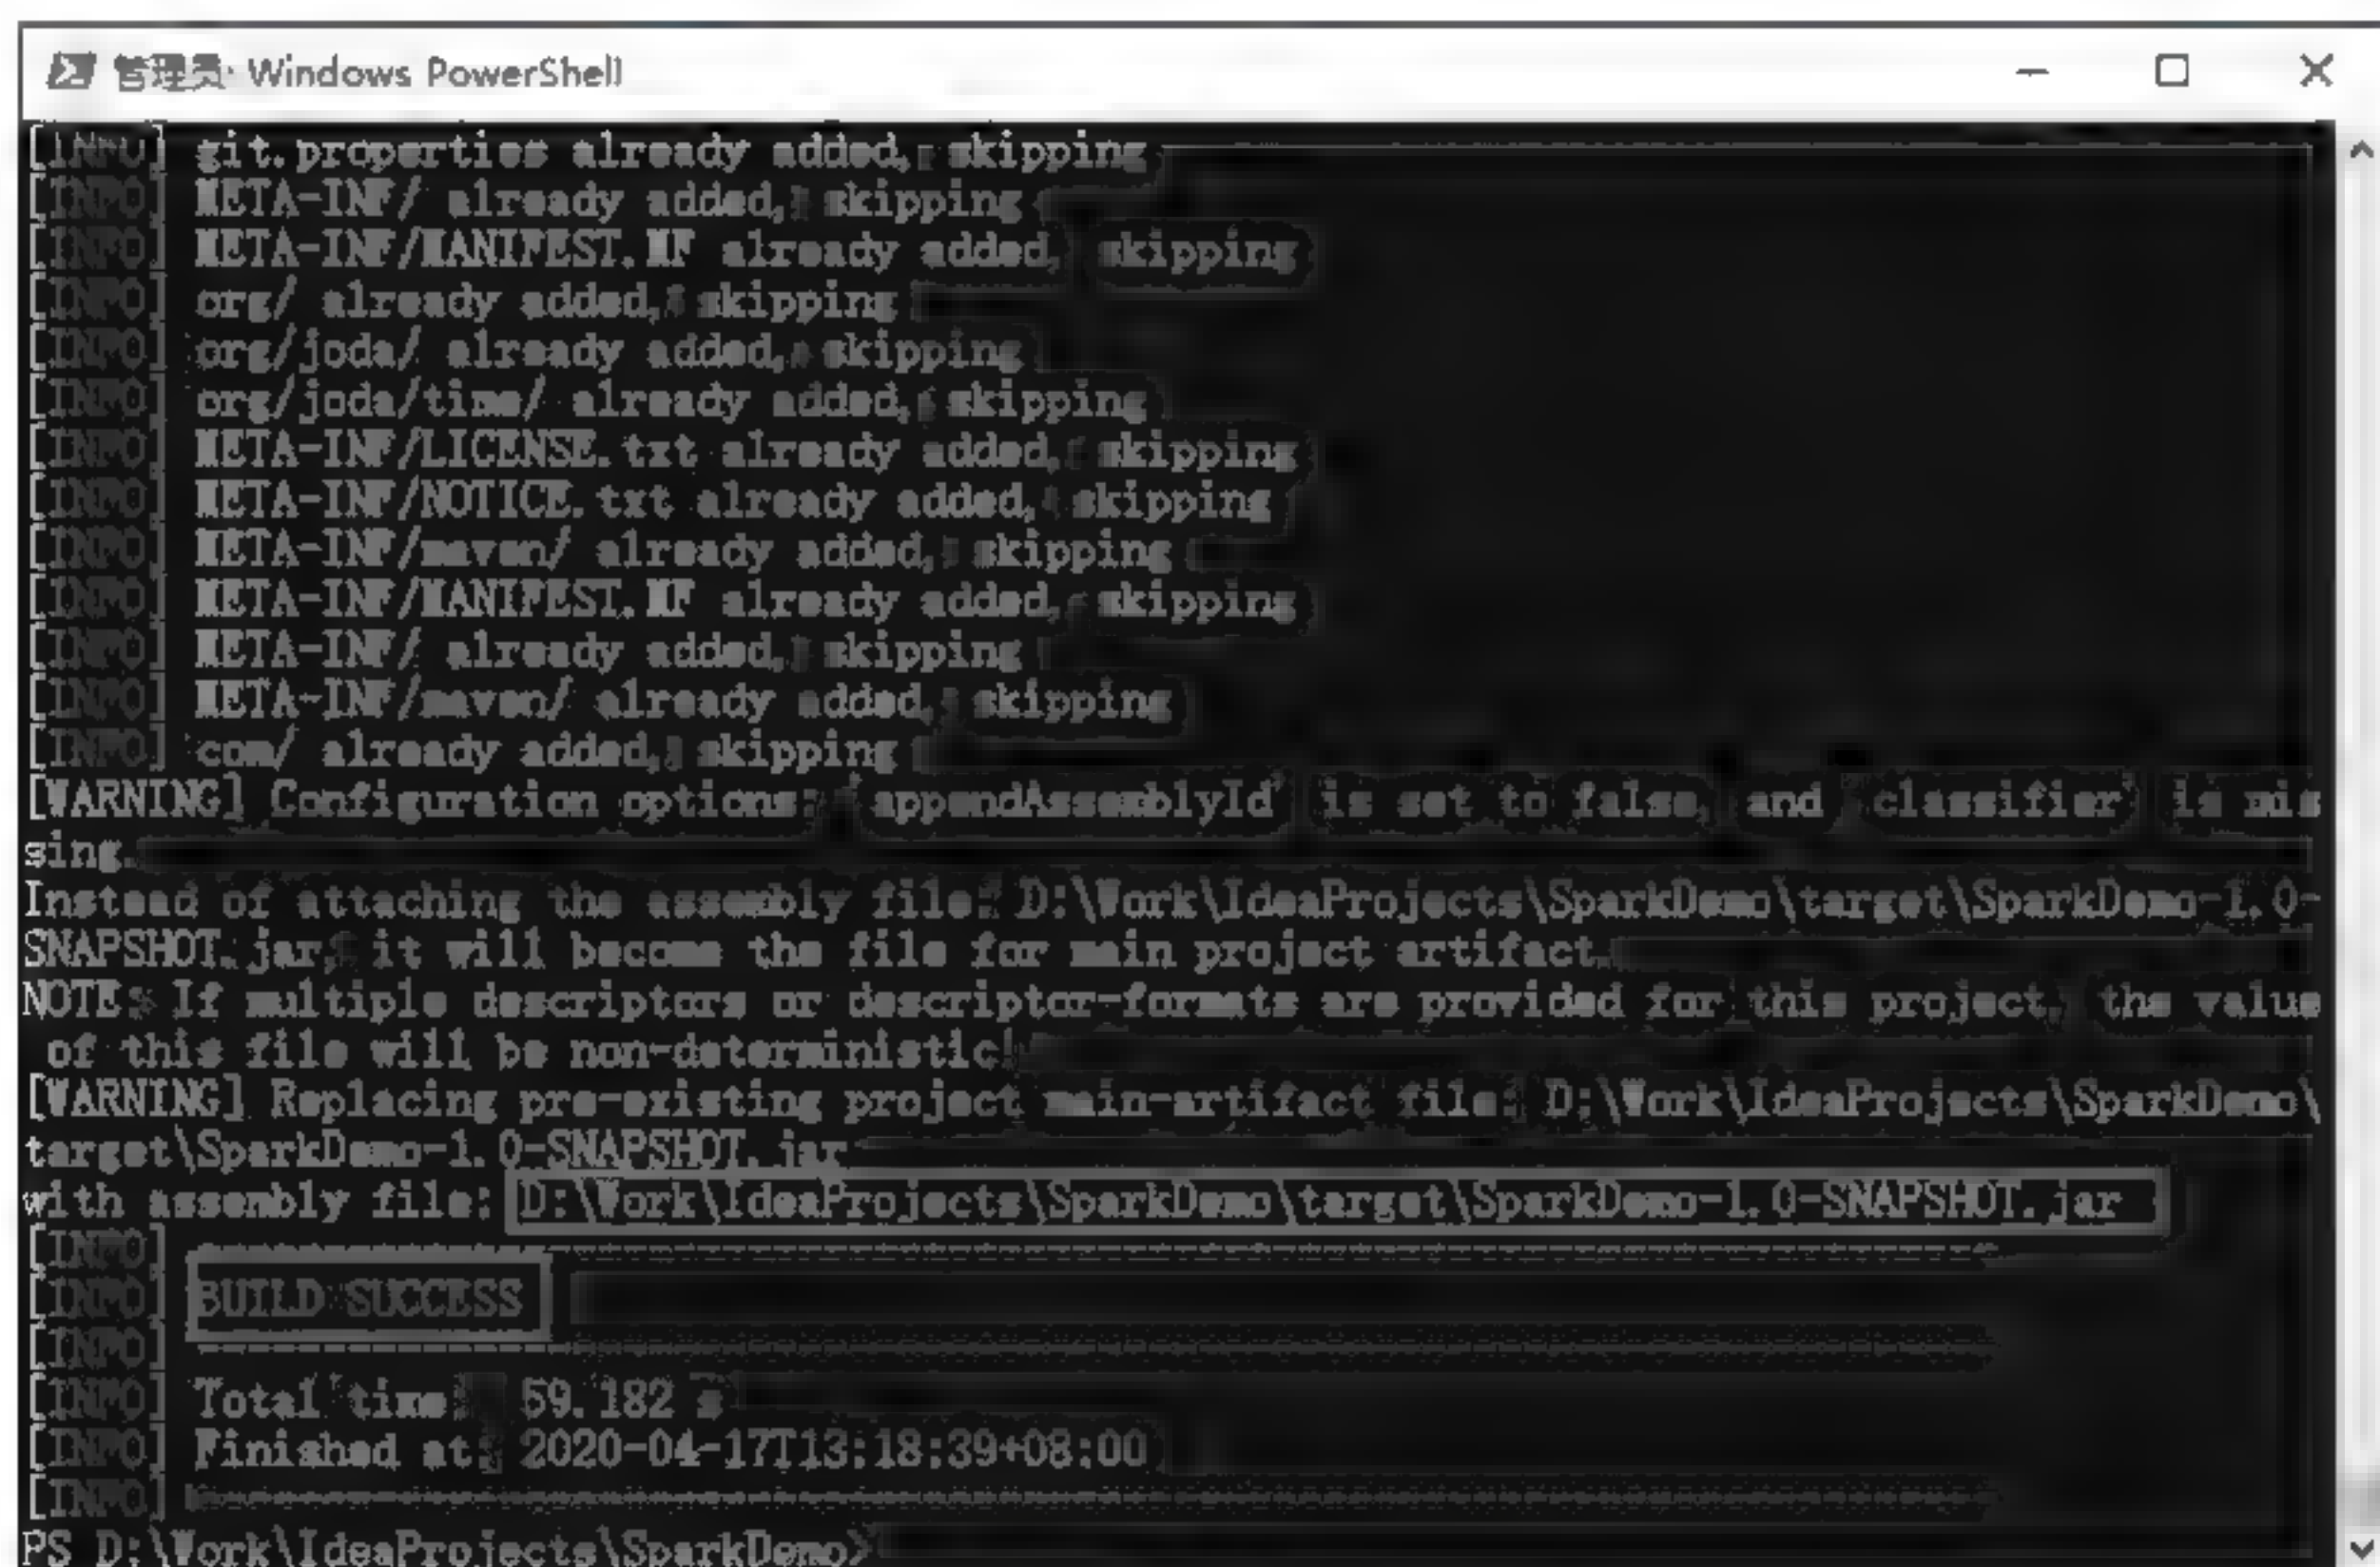 管理员: Windows PowerShell
[INFO] git.properties already added, skipping
[INFO] META-INF/ already added, skipping
[INFO] META-INF/MANIFEST.MF already added, skipping
[INFO] org/ already added, skipping
[INFO] org/joda/ already added, skipping
[INFO] org/joda/time/ already added, skipping
[INFO] META-INF/LICENSE.txt already added, skipping
[INFO] META-INF/NOTICE.txt already added, skipping
[INFO] META-INF/maven/ already added, skipping
[INFO] META-INF/MANIFEST.MF already added, skipping
[INFO] META-INF/ already added, skipping
[INFO] META-INF/maven/ already added, skipping
[INFO] com/ already added, skipping
[WARNING] Configuration options: 'appendAssemblyId' is set to false, and 'classifier' is mis
sing.
Instead of attaching the assembly file: D:\Work\IdeaProjects\SparkDemo\target\SparkDemo-1.0-
SNAPSHOT.jar, it will become the file for main project artifact.
NOTE: If multiple descriptors or descriptor-formats are provided for this project, the value
of this file will be non-deterministic!
[WARNING] Replacing pre-existing project main-artifact file: D:\Work\IdeaProjects\SparkDemo\
target\SparkDemo-1.0-SNAPSHOT.jar
with assembly file: D:\Work\IdeaProjects\SparkDemo\target\SparkDemo-1.0-SNAPSHOT.jar
[INFO] ------------------------------------------------------------------------
[INFO] BUILD SUCCESS
[INFO] ------------------------------------------------------------------------
[INFO] Total time: 59.182 s
[INFO] Finished at: 2020-04-17T13:18:39+08:00
[INFO] ------------------------------------------------------------------------
PS D:\Work\IdeaProjects\SparkDemo>